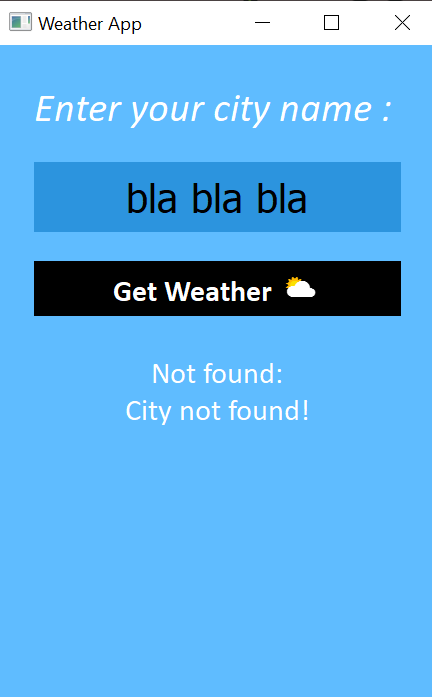 Weather App
Enter your city name :
bla bla bla
Get Weather
Not found:
City not found!